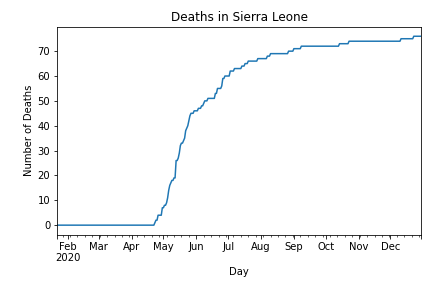 Deaths in Sierra Leone
Number of Deaths
70
60
50
40
30
20
10
0
Feb Mar Apr May Jun Jul Aug Sep Oct Nov Dec
2020
Day